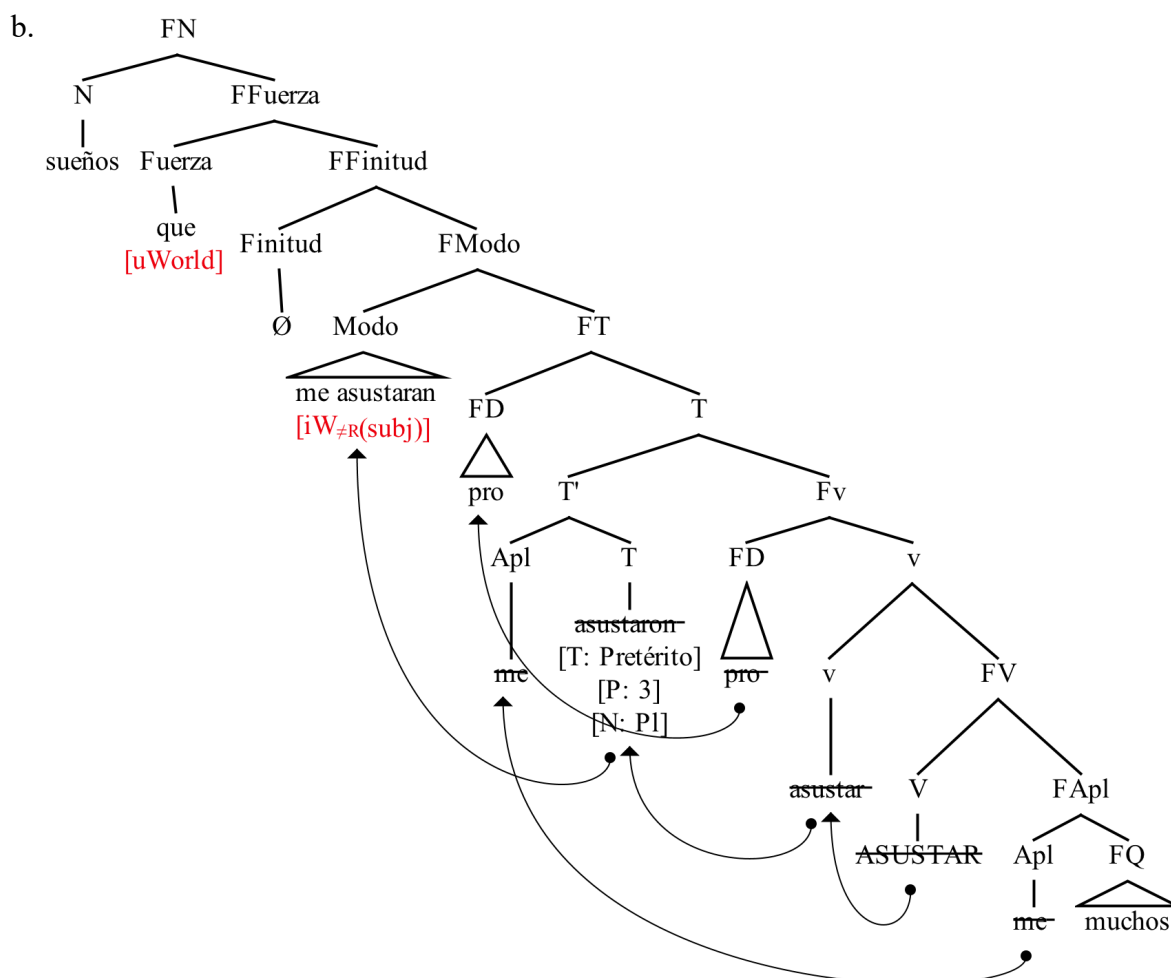 b.
FN
N FFuerza
sueños Fuerza FFinitud
que
[uWorld]
Finitud FModo
Ø Modo FT
me asustaran
[iW≠R(subj)]
FD T
pro T' Fv
Apl T FD v
asustaron
[T: Pretérito]
[P: 3]
[N: Pl]
me pro v FV
asustar V FApl
ASUSTAR Apl FQ
me muchos